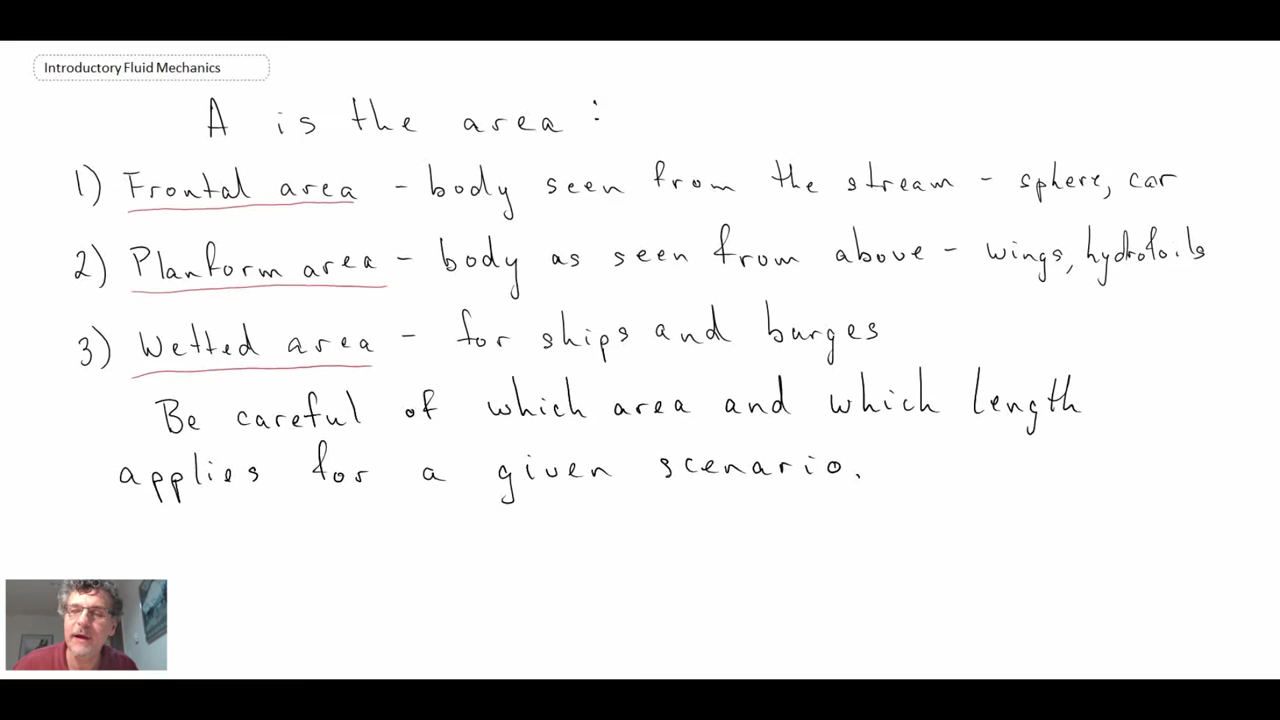 Introductory Fluid Mechanics
A is the area:
1) Frontal area - body seen from the stream - sphere, car
2) Planform area - body as seen from above - wings, hydrofoils
3) Wetted area - for ships and barges
Be careful of which area and which length
applies for a given scenario.